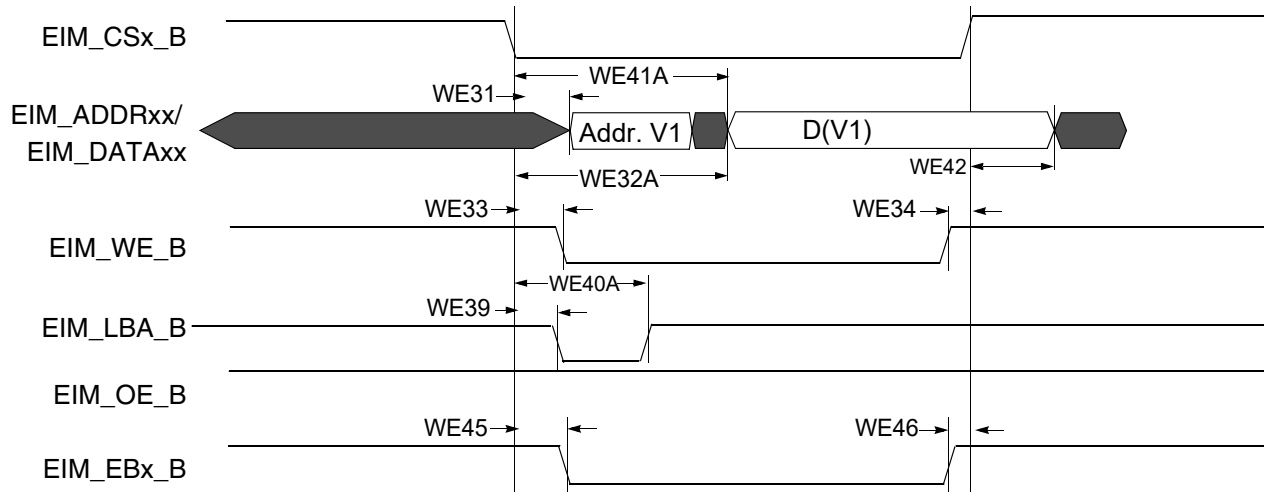 EIM_CSx_B
WE41A
WE31
EIM_ADDRxx/
EIM_DATAxx
Addr. V1
D(V1)
WE42
WE32A
WE33
WE34
EIM_WE_B
WE40A
WE39
EIM_LBA_B
EIM_OE_B
WE45
WE46
EIM_EBx_B